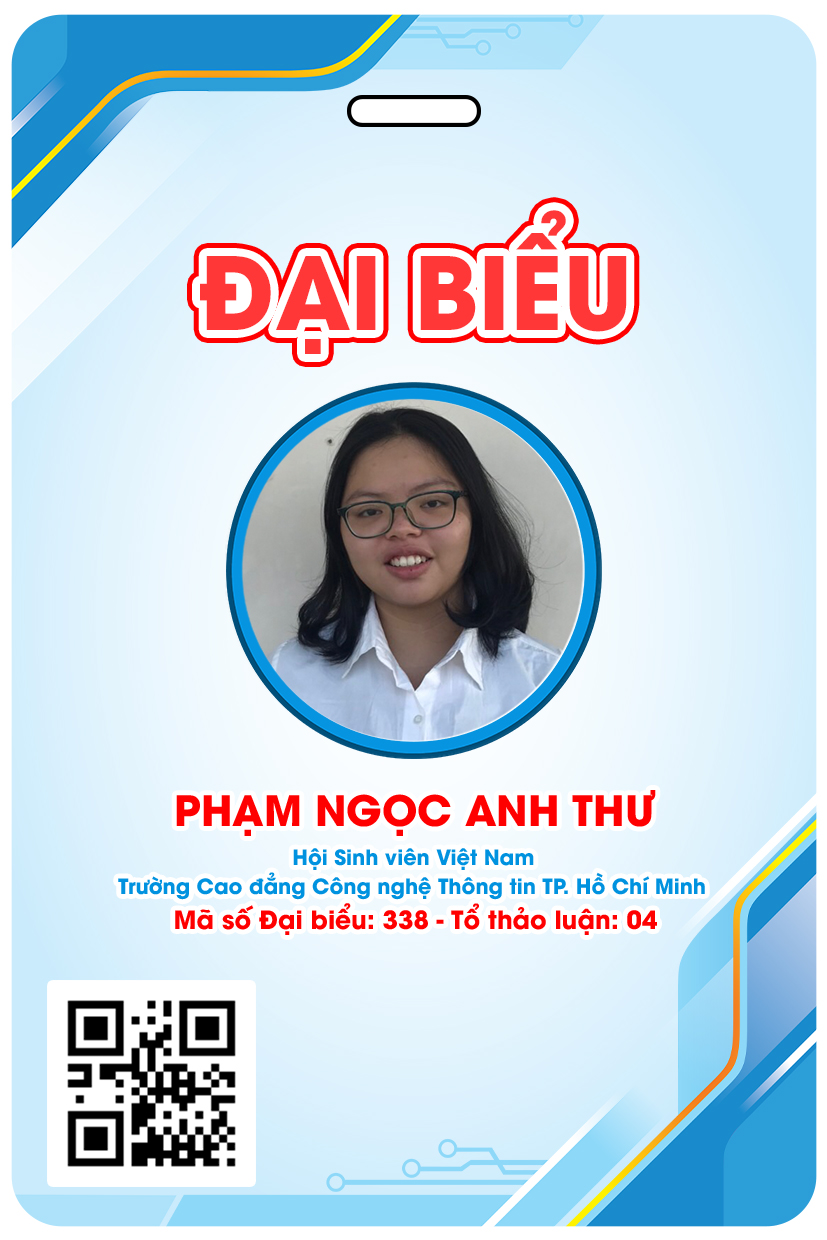 ĐẠI BIỂU
PHẠM NGỌC ANH THƯ
Hội Sinh viên Việt Nam
Trường Cao đẳng Công nghệ Thông tin TP. Hồ Chí Minh
Mã số Đại biểu: 338 - Tổ thảo luận: 04